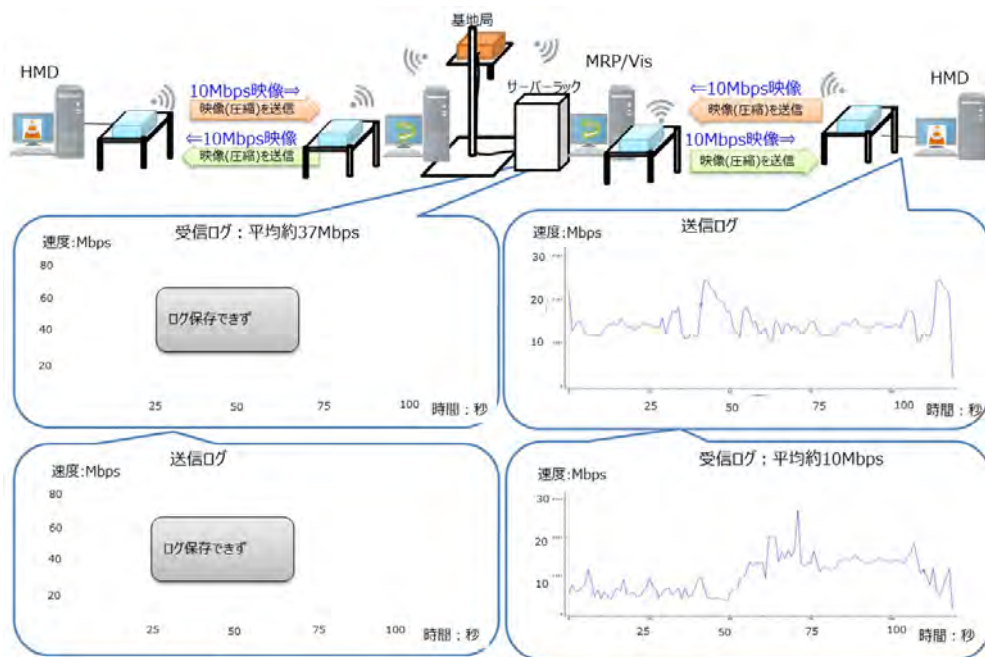 基地局
HMD
MRP/Vis
HMD
サーバーラック
10Mbps映像⇒
映像(圧縮)を送信
⇐10Mbps映像
映像(圧縮)を送信
⇐10Mbps映像
映像(圧縮)を送信
10Mbps映像⇒
映像(圧縮)を送信
受信ログ：平均約37Mbps
速度:Mbps
80
60
40
20
ログ保存できず
25
50
75
100
時間：秒
送信ログ
速度:Mbps
30
20
10
25
50
75
100
時間：秒
送信ログ
速度:Mbps
80
60
40
20
ログ保存できず
25
50
75
100
時間：秒
受信ログ：平均約10Mbps
速度:Mbps
30
20
10
25
50
75
100
時間：秒